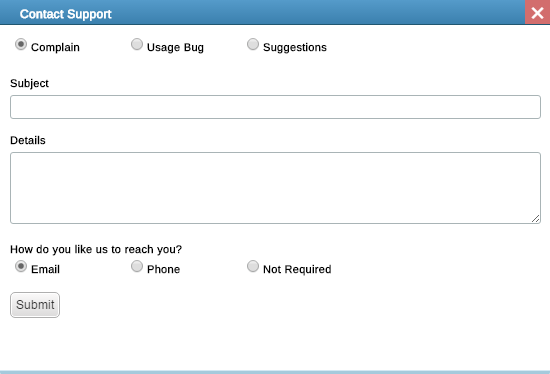 Contact Support
Complain Usage Bug Suggestions
Subject
Details
How do you like us to reach you?
Email Phone Not Required
Submit